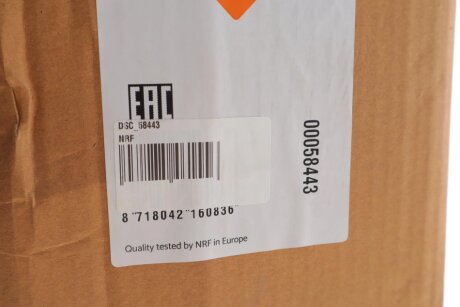 EAC
DSC_58443
NRF
8 "718042 "160836"
Quality tested by NRF in Europe
00058443